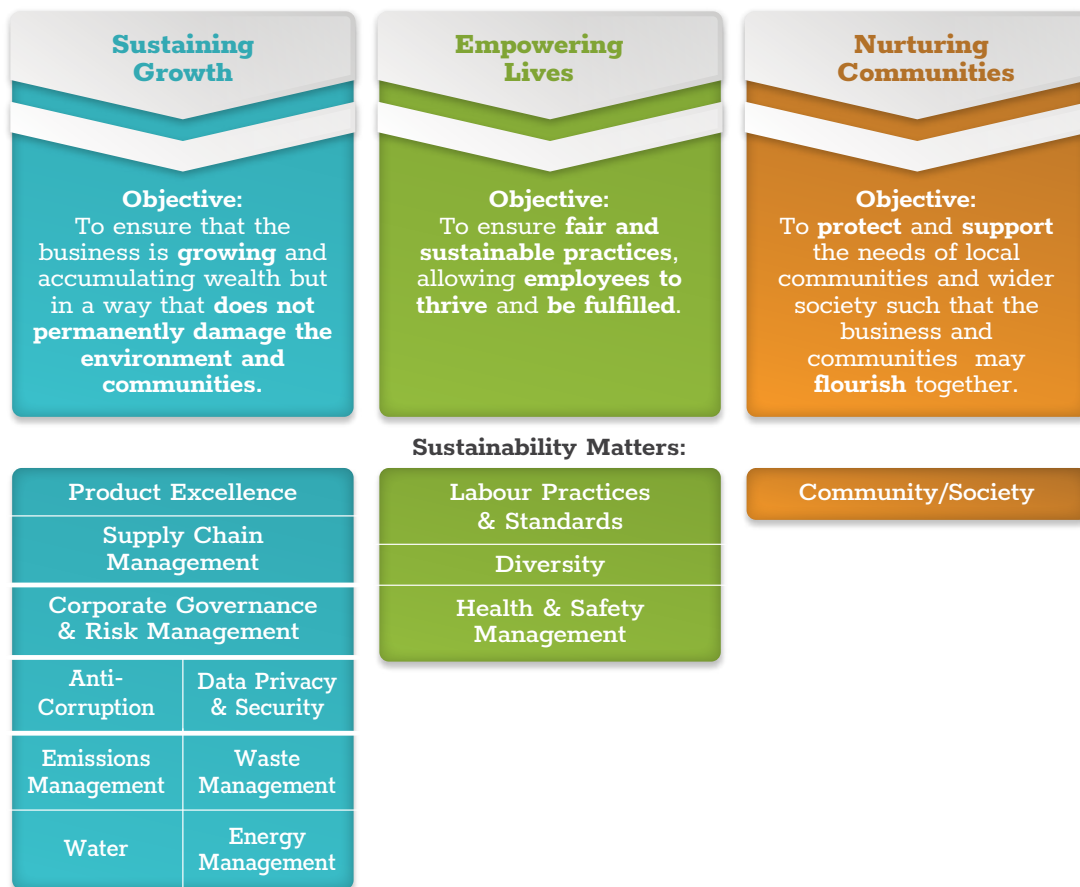 Sustaining
Growth
Objective:
To ensure that the
business is growing and
accumulating wealth but
in a way that does not
permanently damage the
environment and
communities.
Empowering
Lives
Objective:
To ensure fair and
sustainable practices,
allowing employees to
thrive and be fulfilled.
Nurturing
Communities
Objective:
To protect and support
the needs of local
communities and wider
society such that the
business and
communities may
flourish together.
Sustainability Matters:
Product Excellence
Supply Chain
Management
Corporate Governance
& Risk Management
Anti-
Corruption
Data Privacy
& Security
Emissions
Management
Waste
Management
Water
Energy
Management
Labour Practices
& Standards
Diversity
Health & Safety
Management
Community/Society